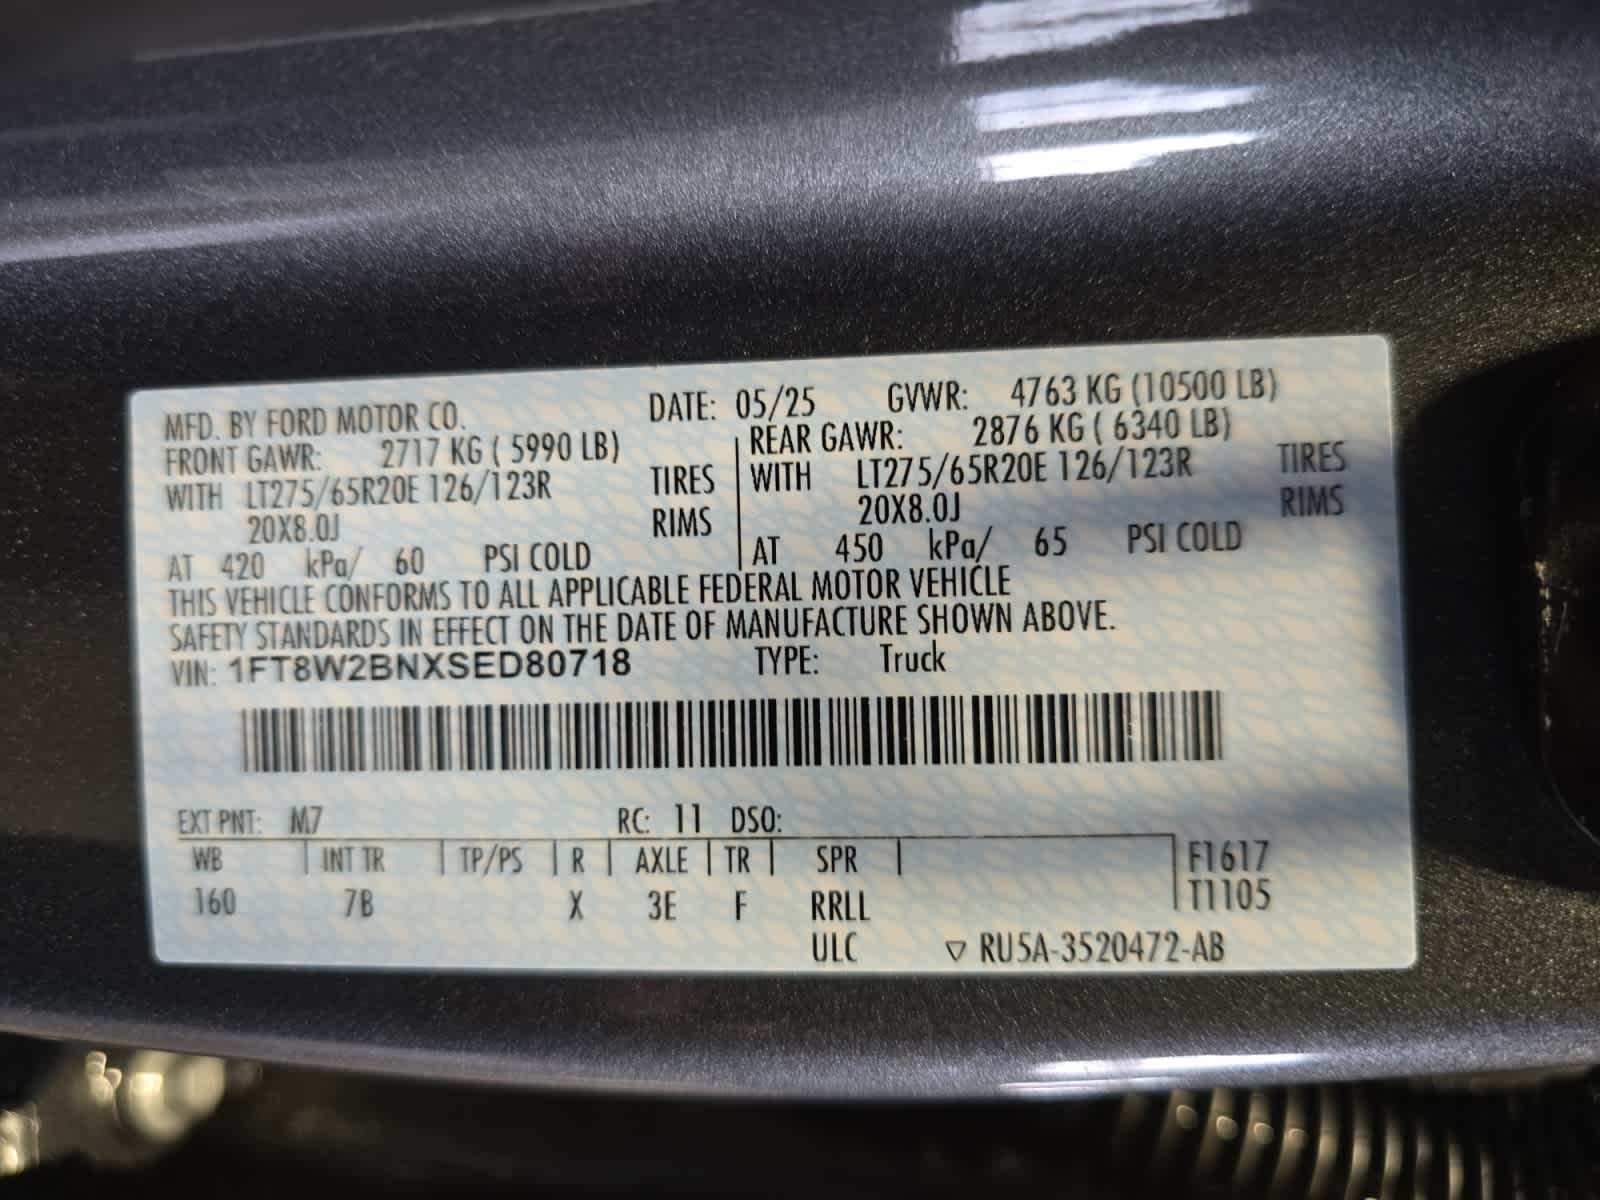 MFD. BY FORD MOTOR CO. DATE: 05/25 GVWR: 4763 KG (10500 LB)
FRONT GAWR: 2717 KG ( 5990 LB)
WITH LT275/65R20E 126/123R TIRES
20X8.0J RIMS
AT 420 kPa/ 60 PSI COLD
REAR GAWR: 2876 KG ( 6340 LB)
WITH LT275/65R20E 126/123R TIRES
20X8.0J RIMS
AT 450 kPa/ 65 PSI COLD
THIS VEHICLE CONFORMS TO ALL APPLICABLE FEDERAL MOTOR VEHICLE
SAFETY STANDARDS IN EFFECT ON THE DATE OF MANUFACTURE SHOWN ABOVE.
VIN: 1FT8W2BNXSED80718 TYPE: Truck
EXT PNT: M7 RC: 11 DSO:
WB INT TR TP/PS R AXLE TR SPR F1617
160 7B X 3E F RRLL T1105
ULC ▽ RU5A-3520472-AB